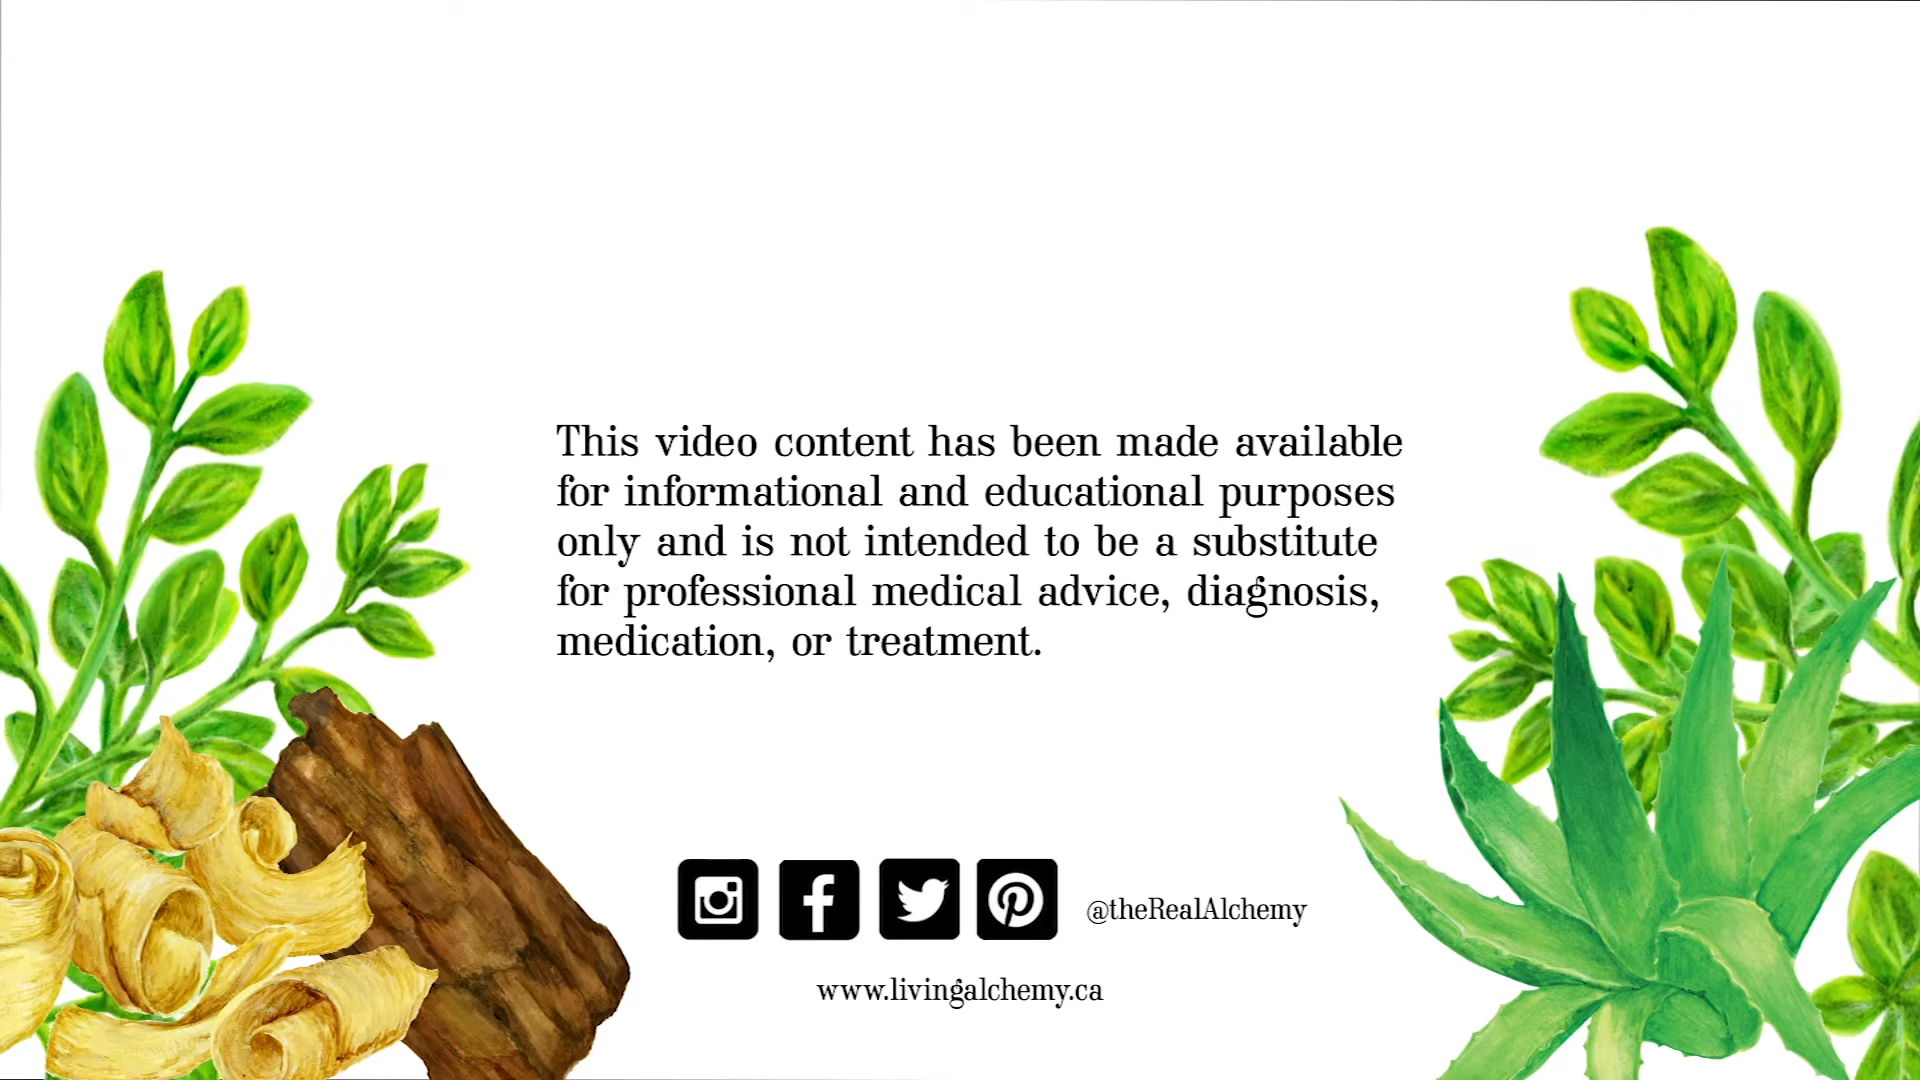 This video content has been made available
for informational and educational purposes
only and is not intended to be a substitute
for professional medical advice, diagnosis,
medication, or treatment.
@theRealAlchemy
www.livingalchemy.ca